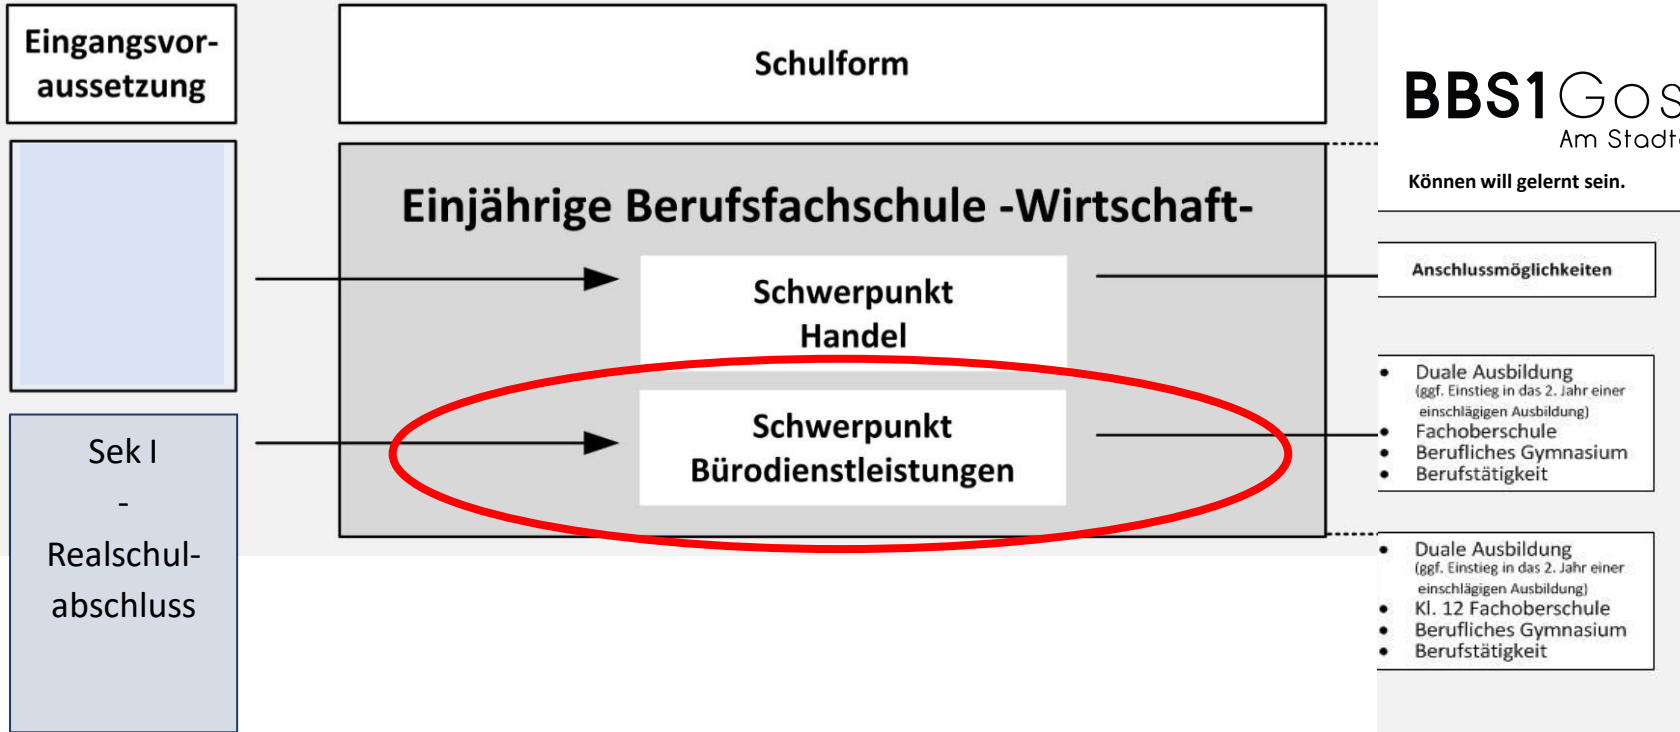 Eingangsvor-
aussetzung
Schulform
BBS1 Gos
Am Stadt
Können will gelernt sein.
Einjährige Berufsfachschule -Wirtschaft-
Schwerpunkt
Handel
Anschlussmöglichkeiten
Sek I
-
Realschul-
abschluss
Schwerpunkt
Bürodienstleistungen
• Duale Ausbildung
(ggf. Einstieg in das 2. Jahr einer
einschlägigen Ausbildung)
• Fachoberschule
• Berufliches Gymnasium
• Berufstätigkeit
• Duale Ausbildung
(ggf. Einstieg in das 2. Jahr einer
einschlägigen Ausbildung)
• Kl. 12 Fachoberschule
• Berufliches Gymnasium
• Berufstätigkeit